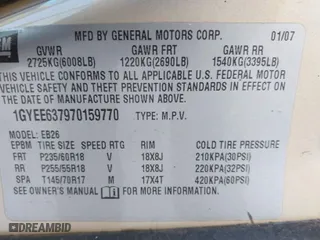 GM MFD BY GENERAL MOTORS CORP. 01/07
GVWR GAWR FRT GAWR RR
2725KG(6008LB) 1220KG(2690LB) 1540KG(3395LB)
THIS VEHICLE CONFORMS TO ALL APPLICABLE U.S. FEDERAL MOTOR
VEHICLE SAFETY AND THEFT PREVENTION STANDARDS IN EFFECT ON THE
DATE OF MANUFACTURE SHOWN ABOVE.
1GYEE637970159770 TYPE: M.P.V.
MODEL: EB26
EPBM TIRE SIZE SPEED RTG RIM COLD TIRE PRESSURE
FRT P235/60R18 V 18X8J 210KPA(30PSI)
RR P255/55R18 V 18X8J 220KPA(32PSI)
SPA T145/70R17 M 17X4T 420KPA(60PSI)
SEE OWNER'S MANUAL FOR ADDITIONAL INFORMATION.